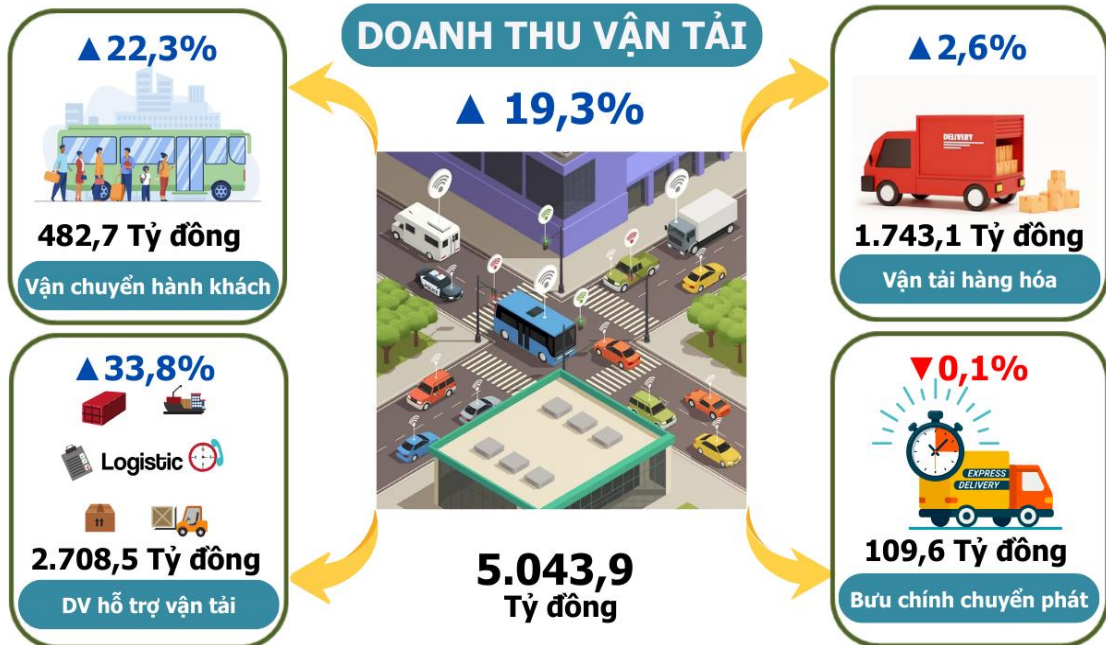 DOANH THU VẬN TẢI
▲ 19,3%
▲22,3%
482,7 Tỷ đồng
Vận chuyển hành khách
▲2,6%
DELIVERY
1.743,1 Tỷ đồng
Vận tải hàng hóa
▲33,8%
Logistic
2.708,5 Tỷ đồng
DV hỗ trợ vận tải
5.043,9
Tỷ đồng
▼0,1%
EXPRESS
DELIVERY
109,6 Tỷ đồng
Bưu chính chuyển phát